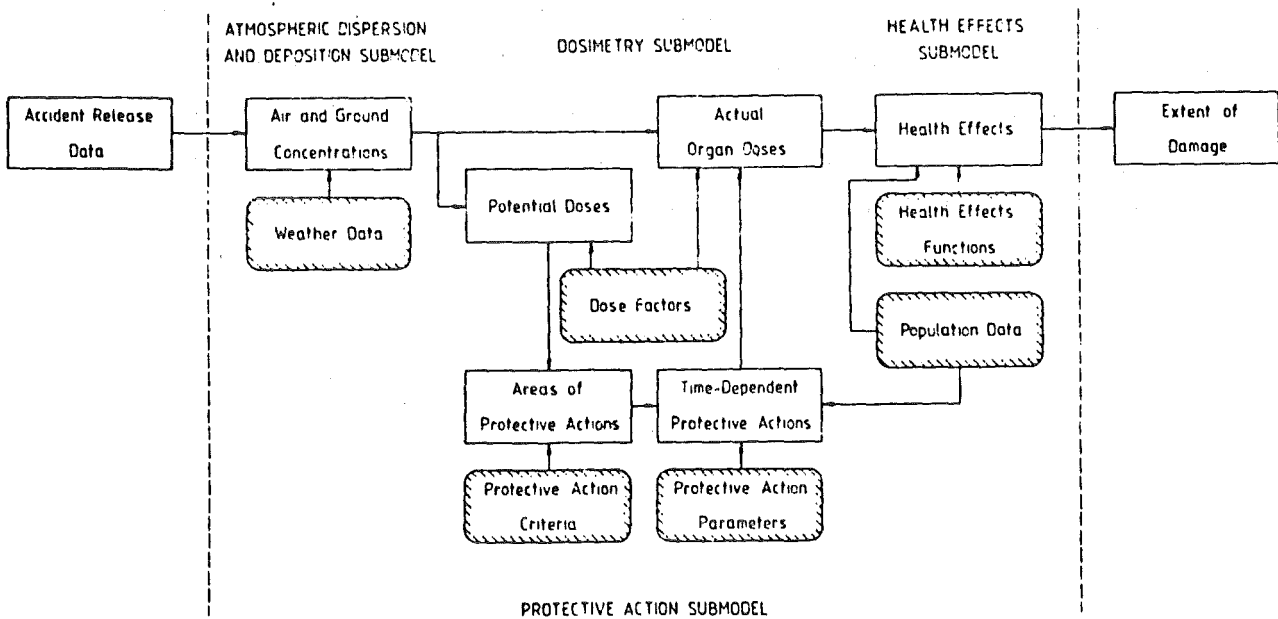 ATMOSPHERIC DISPERSION
AND DEPOSITION SUBMODEL
DOSIMETRY SUBMODEL
HEALTH EFFECTS
SUBMODEL
Accident Release
Data
Air and Ground
Concentrations
Actual
Organ Doses
Health Effects
Extent of
Damage
Weather Data
Potential Doses
Health Effects
Functions
Dose Factors
Population Data
Areas of
Protective Actions
Time-Dependent
Protective Actions
Protective Action
Criteria
Protective Action
Parameters
PROTECTIVE ACTION SUBMODEL